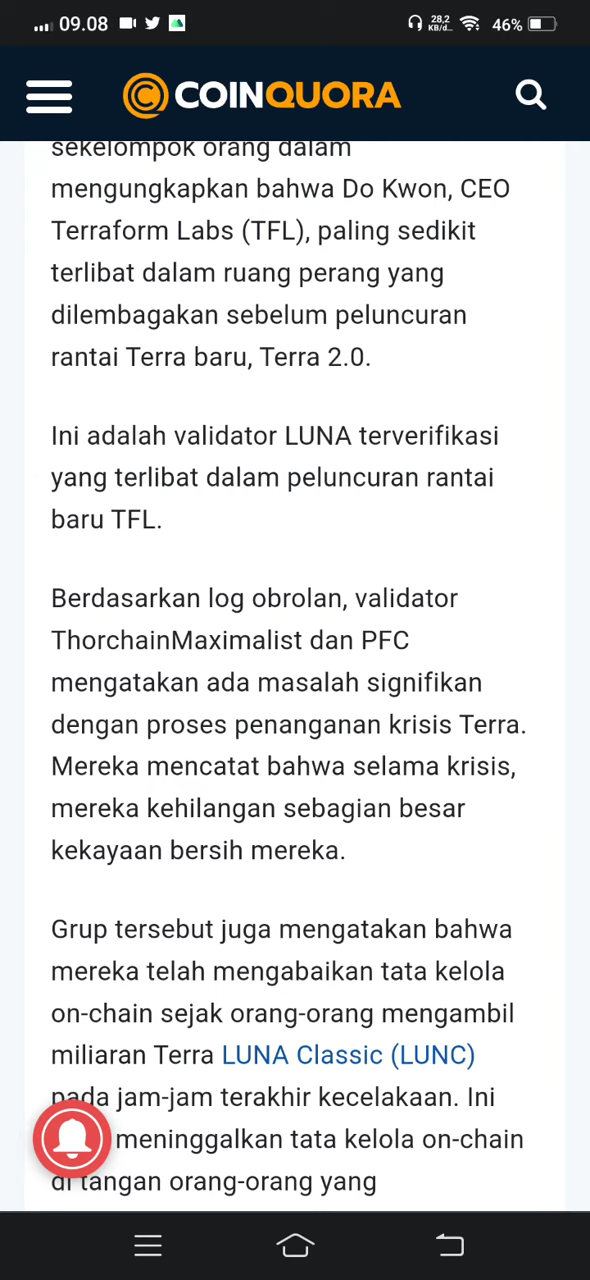 09.08
28,2
KB/d...
46%
COINQUORA
sekelompok orang dalam
mengungkapkan bahwa Do Kwon, CEO
Terraform Labs (TFL), paling sedikit
terlibat dalam ruang perang yang
dilembagakan sebelum peluncuran
rantai Terra baru, Terra 2.0.
Ini adalah validator LUNA terverifikasi
yang terlibat dalam peluncuran rantai
baru TFL.
Berdasarkan log obrolan, validator
ThorchainMaximalist dan PFC
mengatakan ada masalah signifikan
dengan proses penanganan krisis Terra.
Mereka mencatat bahwa selama krisis,
mereka kehilangan sebagian besar
kekayaan bersih mereka.
Grup tersebut juga mengatakan bahwa
mereka telah mengabaikan tata kelola
on-chain sejak orang-orang mengambil
miliaran Terra LUNA Classic (LUNC)
pada jam-jam terakhir kecelakaan. Ini
meninggalkan tata kelola on-chain
di tangan orang-orang yang